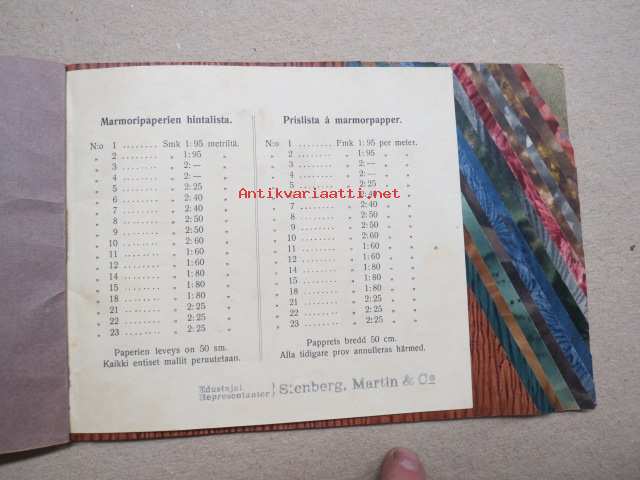 Marmoripaperien hintalista.
N:o 1 ........ Smk 1:95 metriltä.
„ 2 ........ „ 1:95 „
„ 3 ........ „ 2:— „
„ 4 ........ „ 2:— „
„ 5 ........ „ 2:25 „
„ 6 ........ „ 2:40 „
„ 7 ........ „ 2:40 „
„ 8 ........ „ 2:50 „
„ 9 ........ „ 2:50 „
„ 10 ........ „ 2:60 „
„ 11 ........ „ 1:60 „
„ 12 ........ „ 1:60 „
„ 14 ........ „ 1:80 „
„ 15 ........ „ 1:80 „
„ 18 ........ „ 1:80 „
„ 21 ........ „ 2:25 „
„ 22 ........ „ 2:25 „
„ 23 ........ „ 2:25 „
Paperien leveys on 50 sm.
Kaikki entiset mallit peruutetaan.
Prislista å marmorpapper.
N:o 1 ........ Fmk 1:95 per meter.
„ 2 ........ „ 1:95 „ „
„ 3 ........ „ 2:— „ „
„ 4 ........ „ 2:— „ „
„ 5 ........ „ 2:25 „ „
„ 6 ........ „ 2:40 „ „
„ 7 ........ „ 2:40 „ „
„ 8 ........ „ 2:50 „ „
„ 9 ........ „ 2:50 „ „
„ 10 ........ „ 2:60 „ „
„ 11 ........ „ 1:60 „ „
„ 12 ........ „ 1:60 „ „
„ 14 ........ „ 1:80 „ „
„ 15 ........ „ 1:80 „ „
„ 18 ........ „ 1:80 „ „
„ 21 ........ „ 2:25 „ „
„ 22 ........ „ 2:25 „ „
„ 23 ........ „ 2:25 „ „
Papprets bredd 50 cm.
Alla tidigare prov annulleras härmed.
Antikvariaatti.net
Edustajat
Representanter } Stenberg, Martin & Co